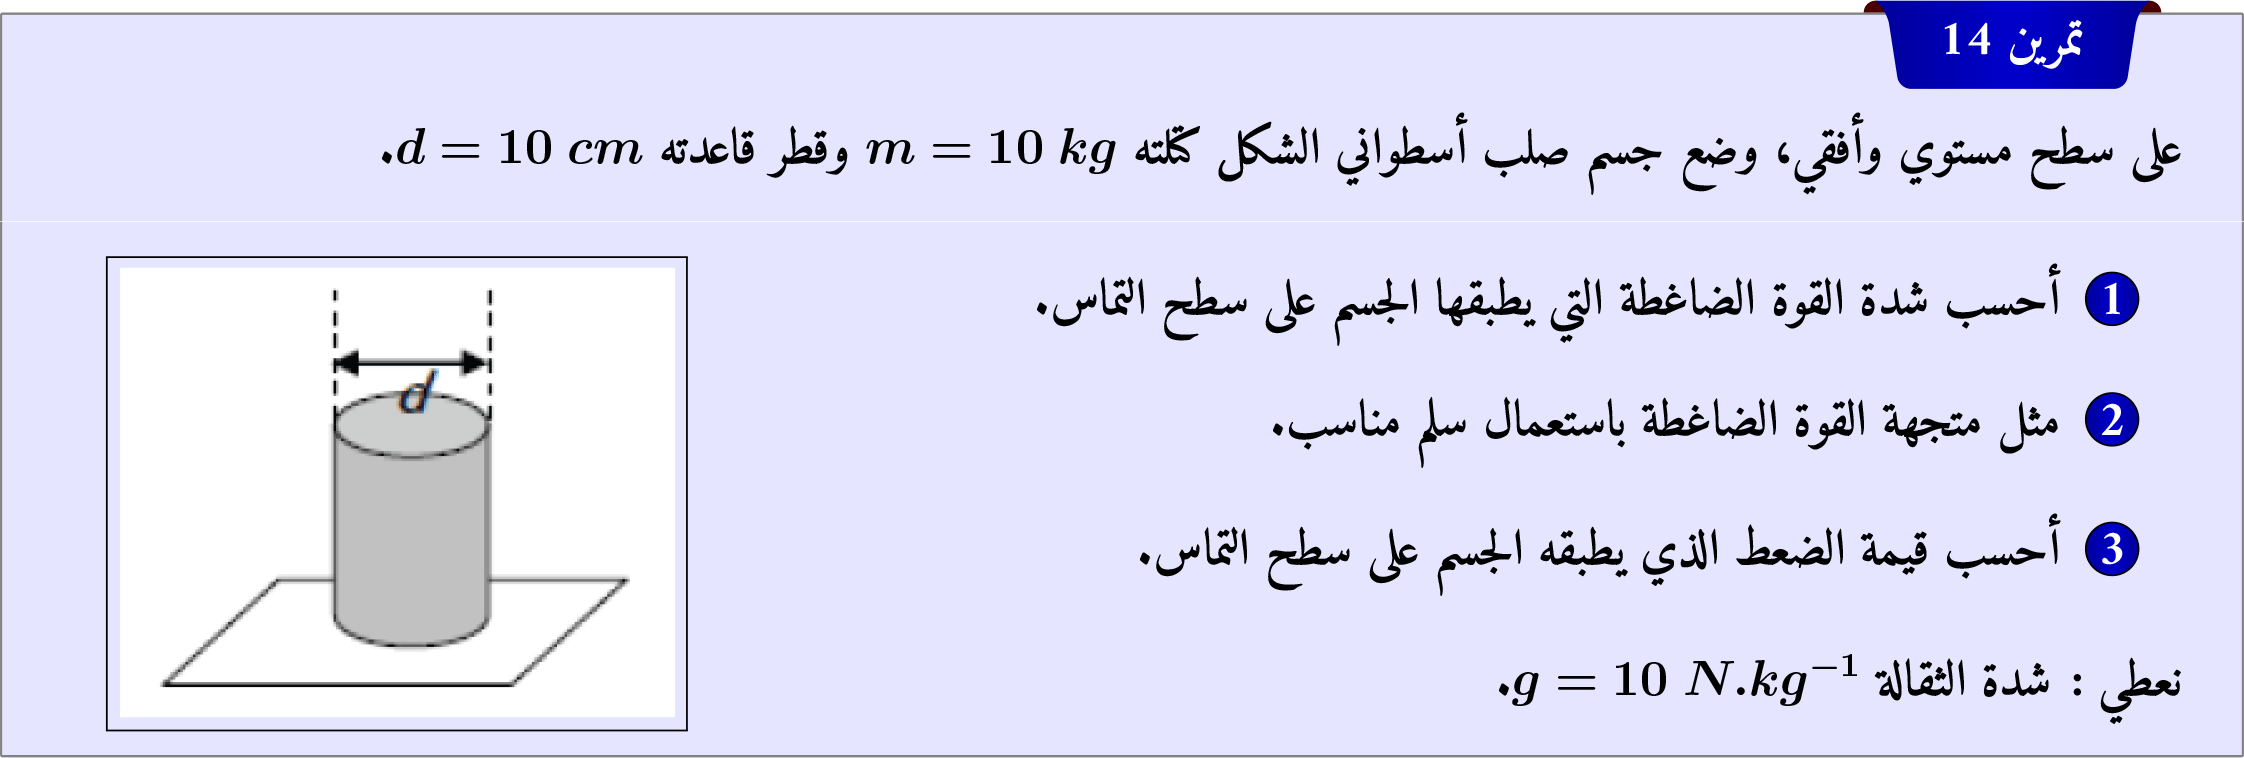 تمرين 14
على سطح مستوي وأفقي، وضع جسم صلب أسطواني الشكل كتلته m = 10 kg وقطر قاعدته d = 10 cm.
1 أحسب شدة القوة الضاغطة التي يطبقها الجسم على سطح التماس.
2 مثل متجهة القوة الضاغطة باستعمال سلم مناسب.
3 أحسب قيمة الضعط الذي يطبقه الجسم على سطح التماس.
نعطي : شدة الثقالة g = 10 N.kg⁻¹.
d